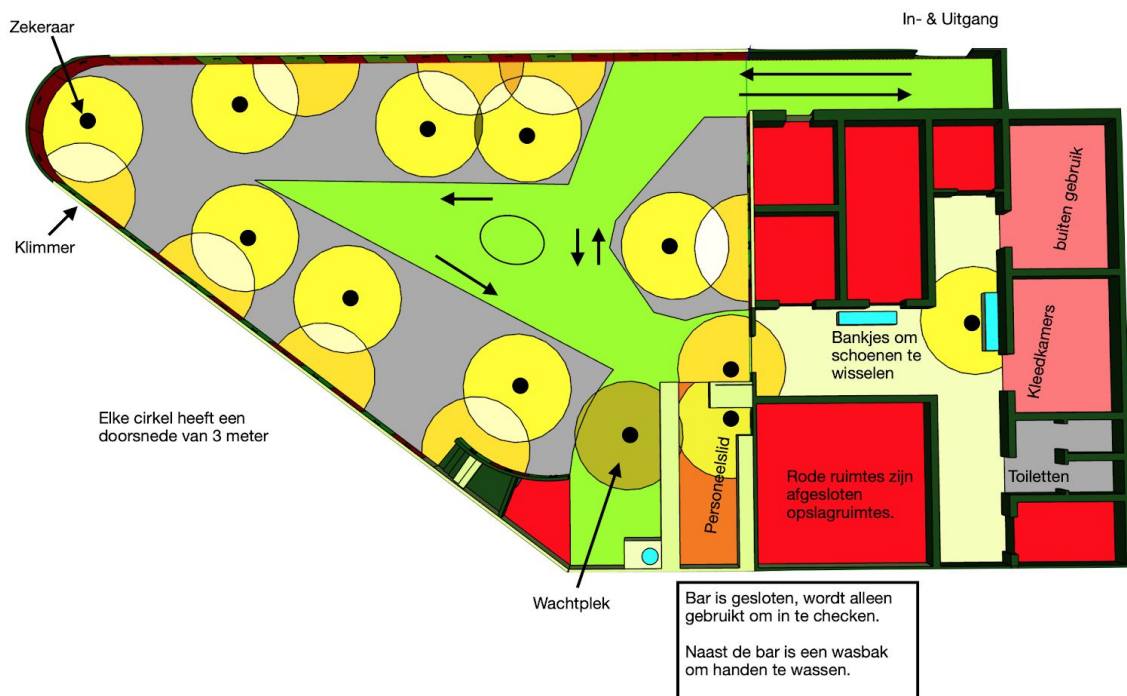 In- & Uitgang
Zekeraar
Klimmer
buiten gebruik
Kleedkamers
Bankjes om
schoenen te
wisselen
Elke cirkel heeft een
doorsnede van 3 meter
Personeelslid
Rode ruimtes zijn
afgesloten
opslagruimtes.
Toiletten
Wachtplek
Bar is gesloten, wordt alleen
gebruikt om in te checken.
Naast de bar is een wasbak
om handen te wassen.